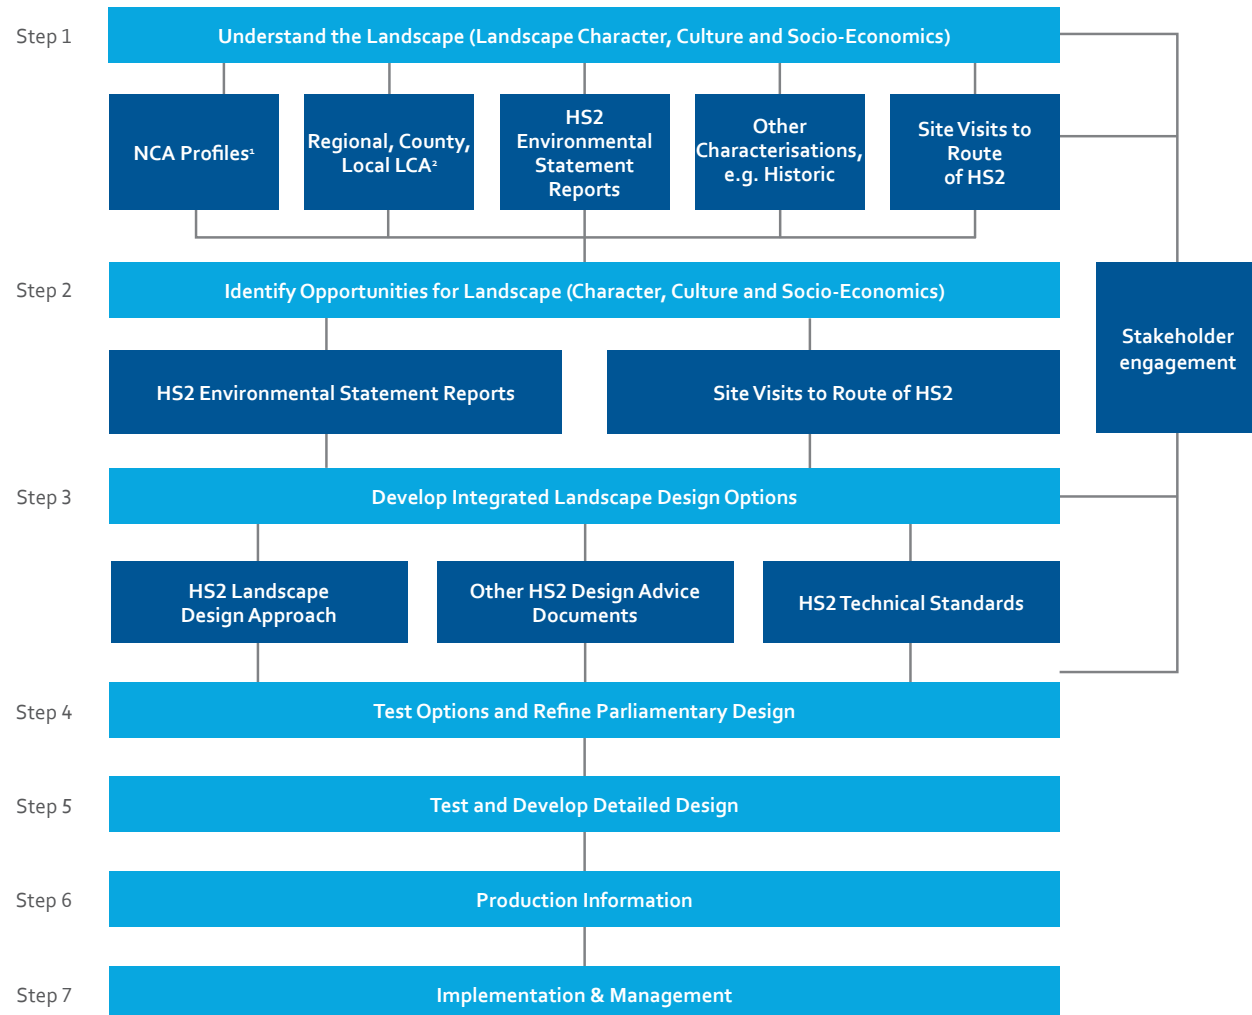 Step 1
Understand the Landscape (Landscape Character, Culture and Socio-Economics)
NCA Profiles¹
Regional, County,
Local LCA²
HS2
Environmental
Statement
Reports
Other
Characterisations,
e.g. Historic
Site Visits to
Route
of HS2
Step 2
Identify Opportunities for Landscape (Character, Culture and Socio-Economics)
Stakeholder
engagement
HS2 Environmental Statement Reports
Site Visits to Route of HS2
Step 3
Develop Integrated Landscape Design Options
HS2 Landscape
Design Approach
Other HS2 Design Advice
Documents
HS2 Technical Standards
Step 4
Test Options and Refine Parliamentary Design
Step 5
Test and Develop Detailed Design
Step 6
Production Information
Step 7
Implementation & Management